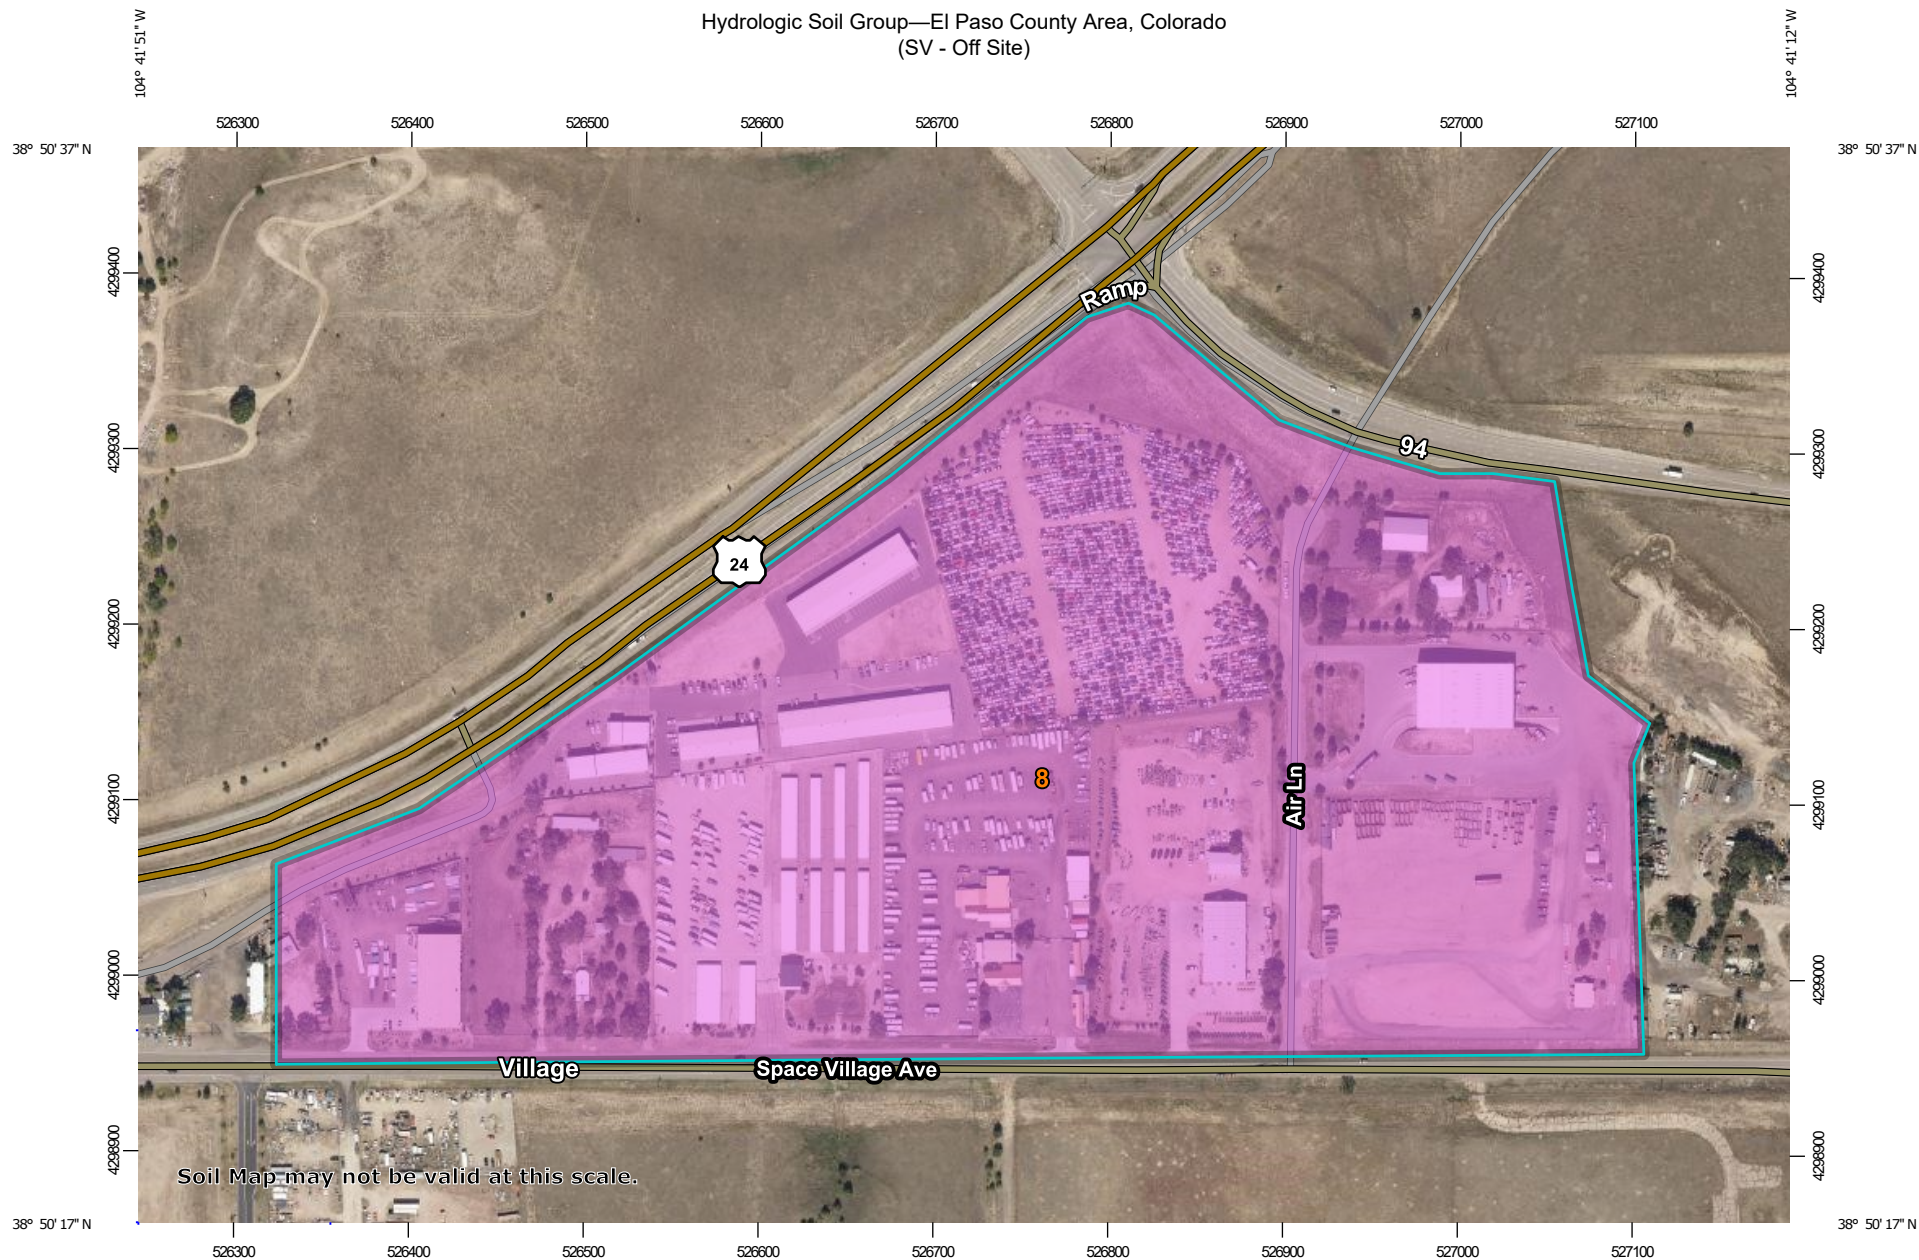 Hydrologic Soil Group—El Paso County Area, Colorado
(SV - Off Site)
104° 41' 51" W
104° 41' 12" W
526300 526400 526500 526600 526700 526800 526900 527000 527100
38° 50' 37" N
38° 50' 37" N
Ramp
4299400
4299400
94
4299300
4299300
24
4299200
4299200
8
Air Ln
4299100
4299100
4299000
4299000
Village
Space Village Ave
4298900
4298900
Soil Map may not be valid at this scale.
38° 50' 17" N
38° 50' 17" N
526300 526400 526500 526600 526700 526800 526900 527000 527100